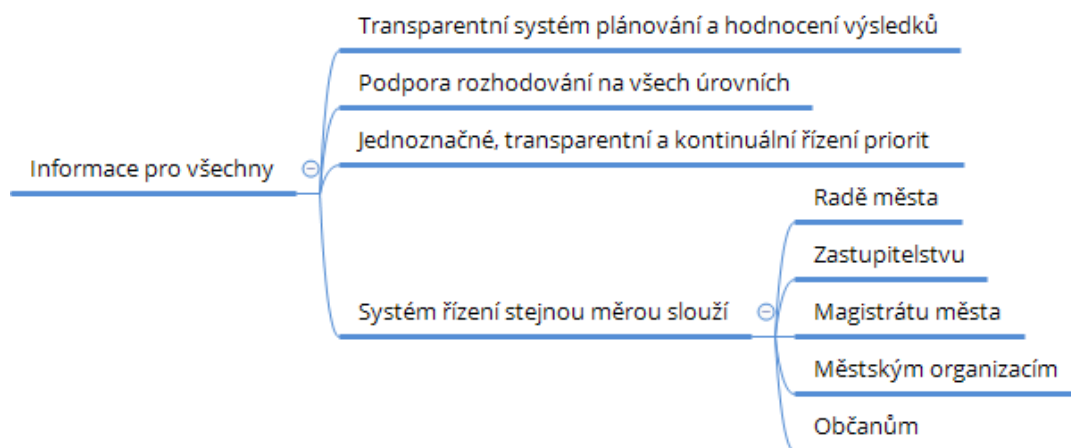 Transparentní systém plánování a hodnocení výsledků
Podpora rozhodování na všech úrovních
Jednoznačné, transparentní a kontinuální řízení priorit
Informace pro všechny
Systém řízení stejnou měrou slouží
Radě města
Zastupitelstvu
Magistrátu města
Městským organizacím
Občanům